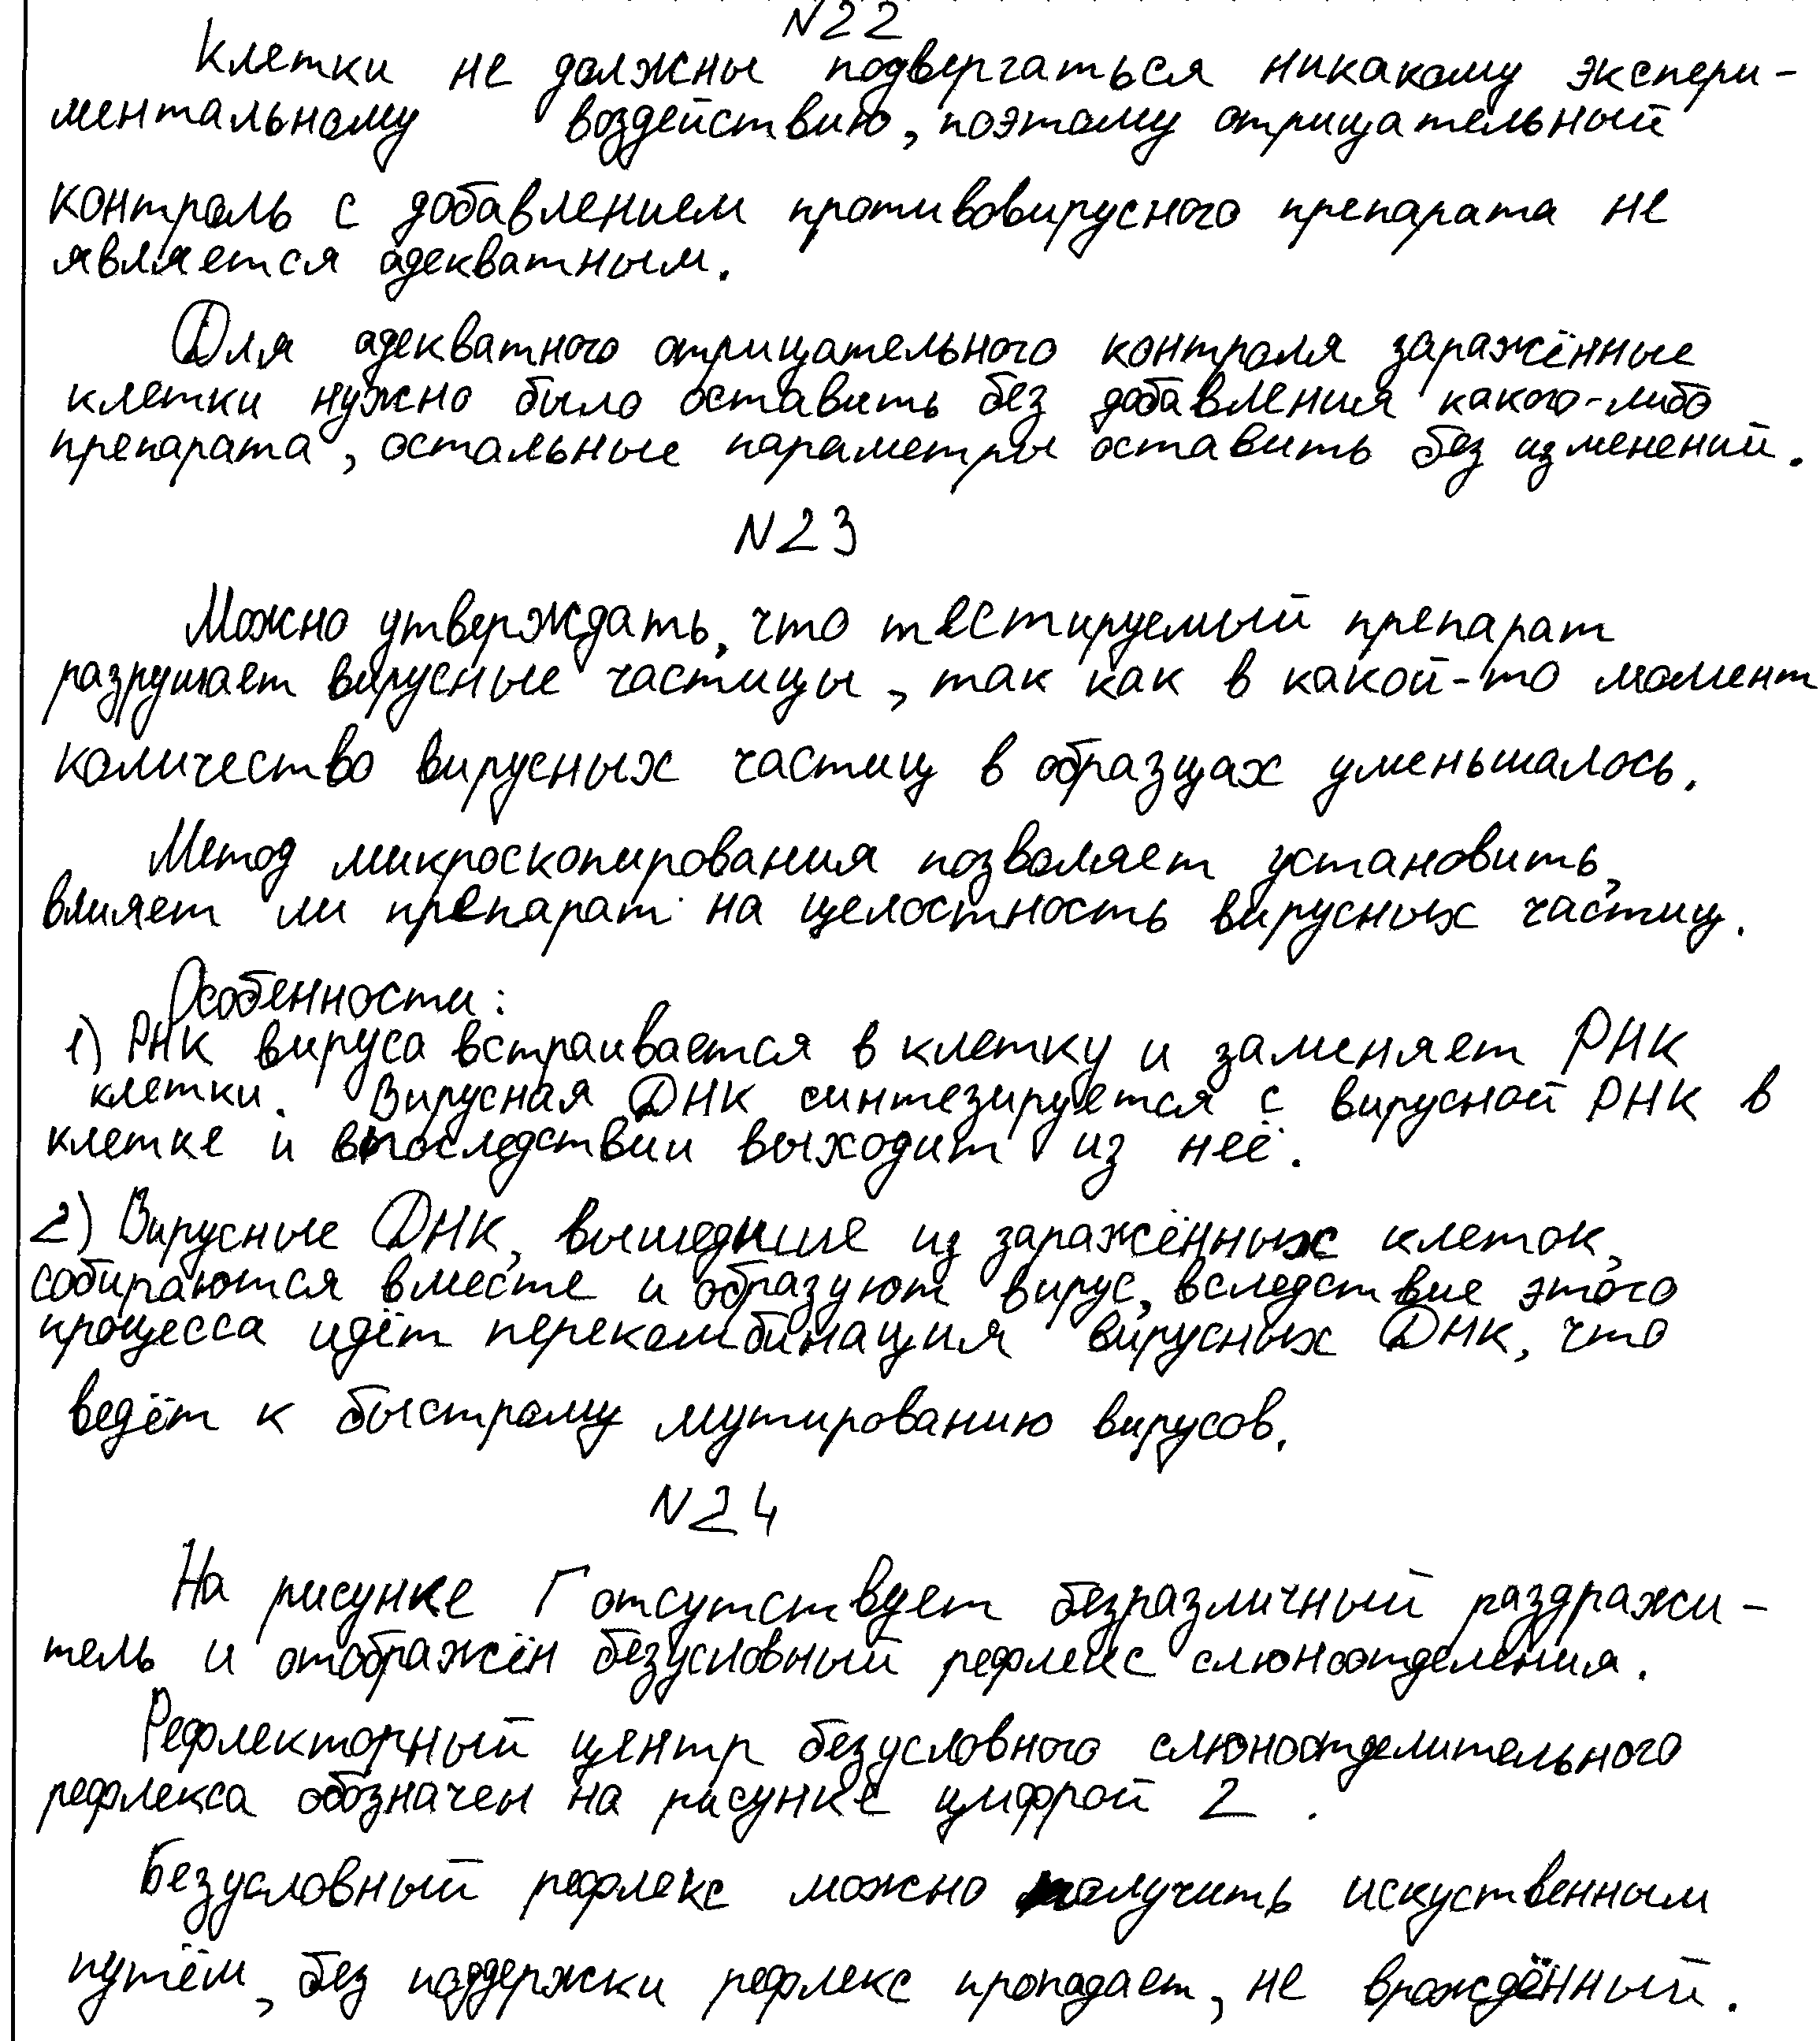 N22
Клетки не должны подвергаться никакому экспери-
ментальному воздействию, поэтому отрицательный
контроль с добавлением противовирусного препарата не
является адекватным.
Для адекватного отрицательного контроля заражённые
клетки нужно было оставить без добавления какого-либо
препарата, остальные параметры оставить без изменений.
N23
Можно утверждать, что тестируемый препарат
разрушает вирусные частицы, так как в какой-то момент
количество вирусных частиц в образцах уменьшалось.
Метод микроскопирования позволяет установить,
влияет ли препарат на целостность вирусных частиц.
Особенности:
1) РНК вируса встраивается в клетку и заменяет РНК
клетки. Вирусная ДНК синтезируется с вирусной РНК в
клетке и впоследствии выходит из неё.
2) Вирусные ДНК, вышедшие из заражённых клеток,
собираются вместе и образуют вирус, вследствие этого
процесса идёт перекомбинация вирусных ДНК, что
ведёт к быстрому мутированию вирусов.
N24
На рисунке Г отсутствует безразличный раздражи-
тель и отображён безусловный рефлекс слюноотделения.
Рефлекторный центр безусловного слюноотделительного
рефлекса обозначен на рисунке цифрой 2.
Безусловный рефлекс можно получить искуственным
путём, без поддержки рефлекс пропадает, не врождённый.